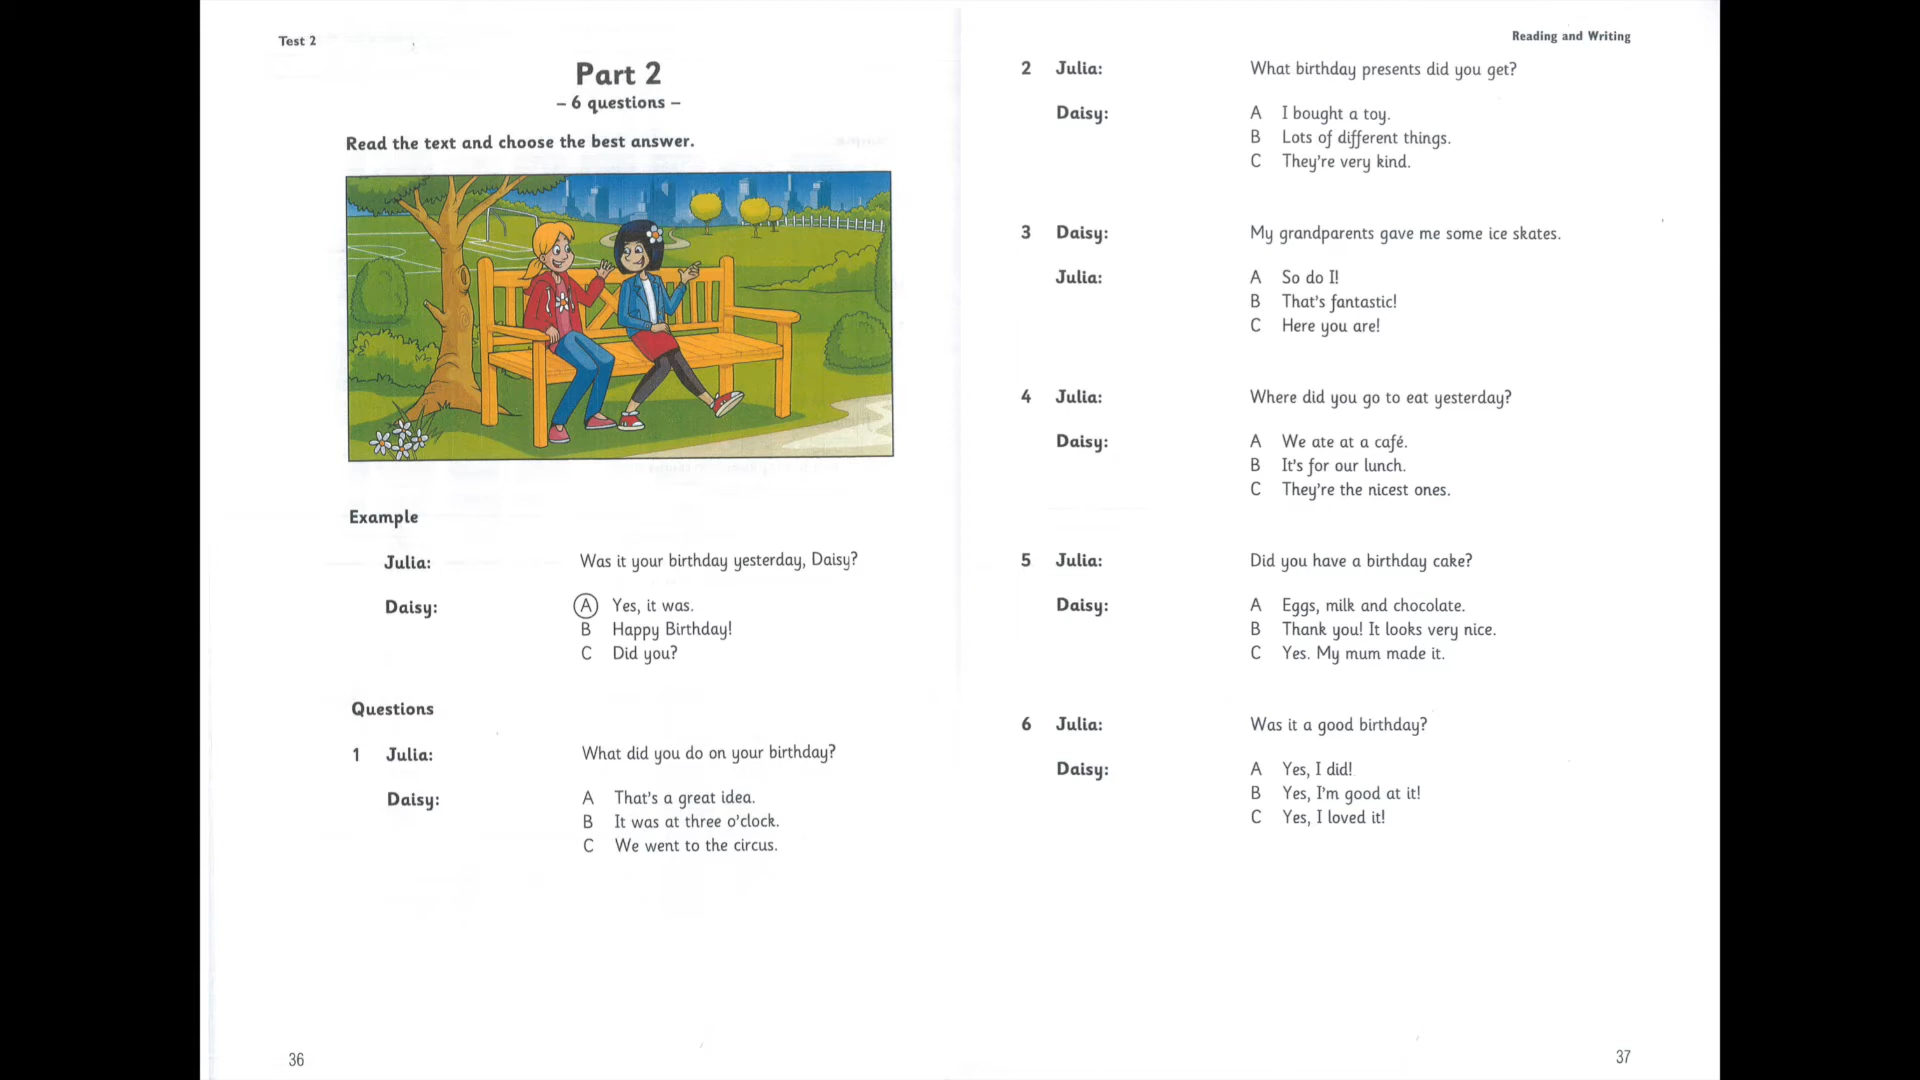 Test 2
Part 2
– 6 questions –
Read the text and choose the best answer.
Example
Julia: Was it your birthday yesterday, Daisy?
Daisy: A Yes, it was.
B Happy Birthday!
C Did you?
Questions
1 Julia: What did you do on your birthday?
Daisy: A That's a great idea.
B It was at three o'clock.
C We went to the circus.
36
Reading and Writing
2 Julia: What birthday presents did you get?
Daisy: A I bought a toy.
B Lots of different things.
C They're very kind.
3 Daisy: My grandparents gave me some ice skates.
Julia: A So do I!
B That's fantastic!
C Here you are!
4 Julia: Where did you go to eat yesterday?
Daisy: A We ate at a café.
B It's for our lunch.
C They're the nicest ones.
5 Julia: Did you have a birthday cake?
Daisy: A Eggs, milk and chocolate.
B Thank you! It looks very nice.
C Yes. My mum made it.
6 Julia: Was it a good birthday?
Daisy: A Yes, I did!
B Yes, I'm good at it!
C Yes, I loved it!
37